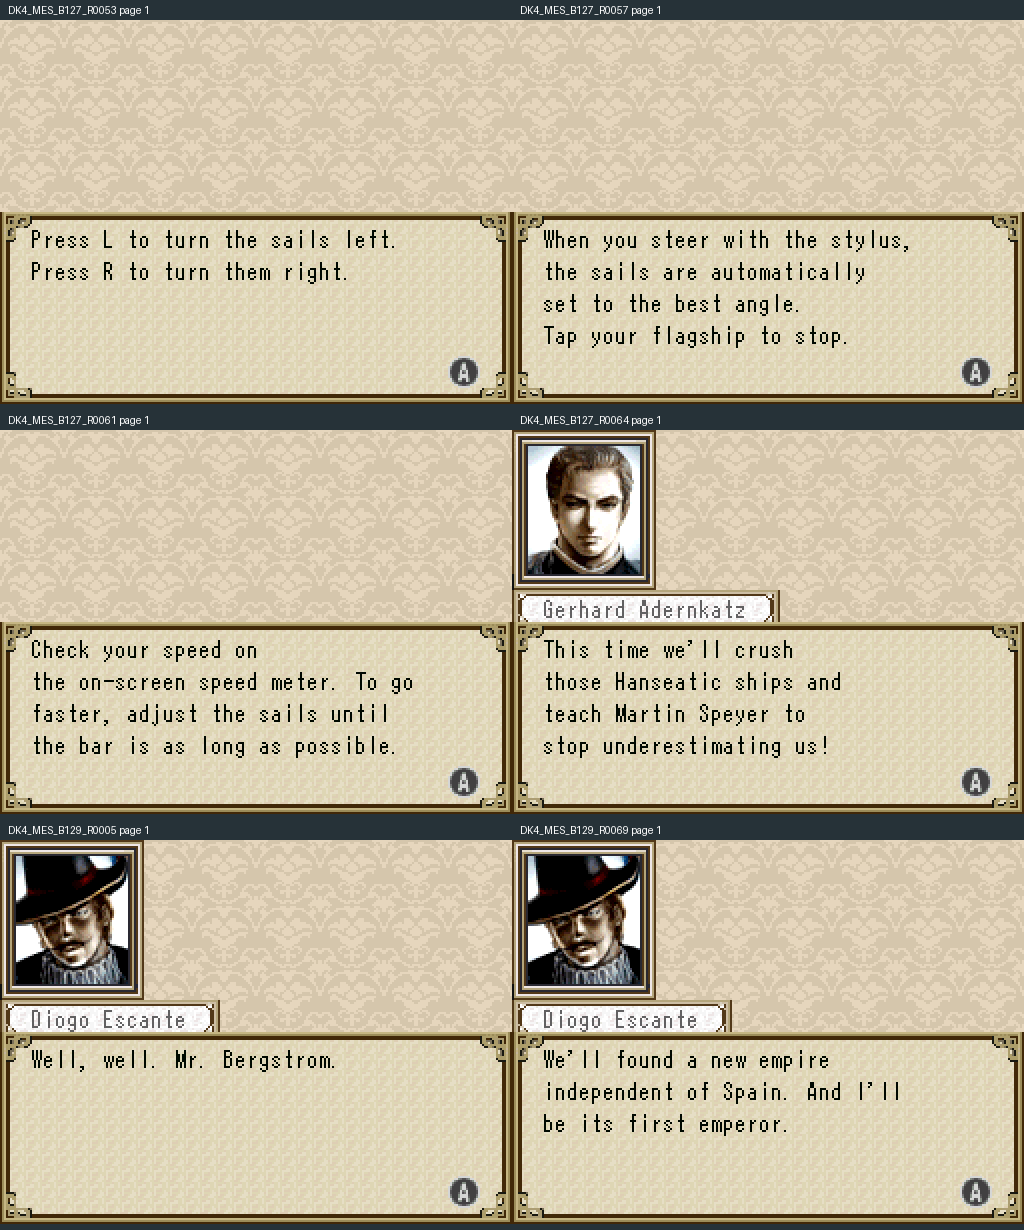 DK4_MES_B127_R0053 page 1
Press L to turn the sails left.
Press R to turn them right.
A
DK4_MES_B127_R0057 page 1
When you steer with the stylus,
the sails are automatically
set to the best angle.
Tap your flagship to stop.
A
DK4_MES_B127_R0061 page 1
Check your speed on
the on-screen speed meter. To go
faster, adjust the sails until
the bar is as long as possible.
A
DK4_MES_B127_R0064 page 1
Gerhard Adernkatz
This time we'll crush
those Hanseatic ships and
teach Martin Speyer to
stop underestimating us!
A
DK4_MES_B129_R0005 page 1
Diogo Escante
Well, well. Mr. Bergstrom.
A
DK4_MES_B129_R0069 page 1
Diogo Escante
We'll found a new empire
independent of Spain. And I'll
be its first emperor.
A